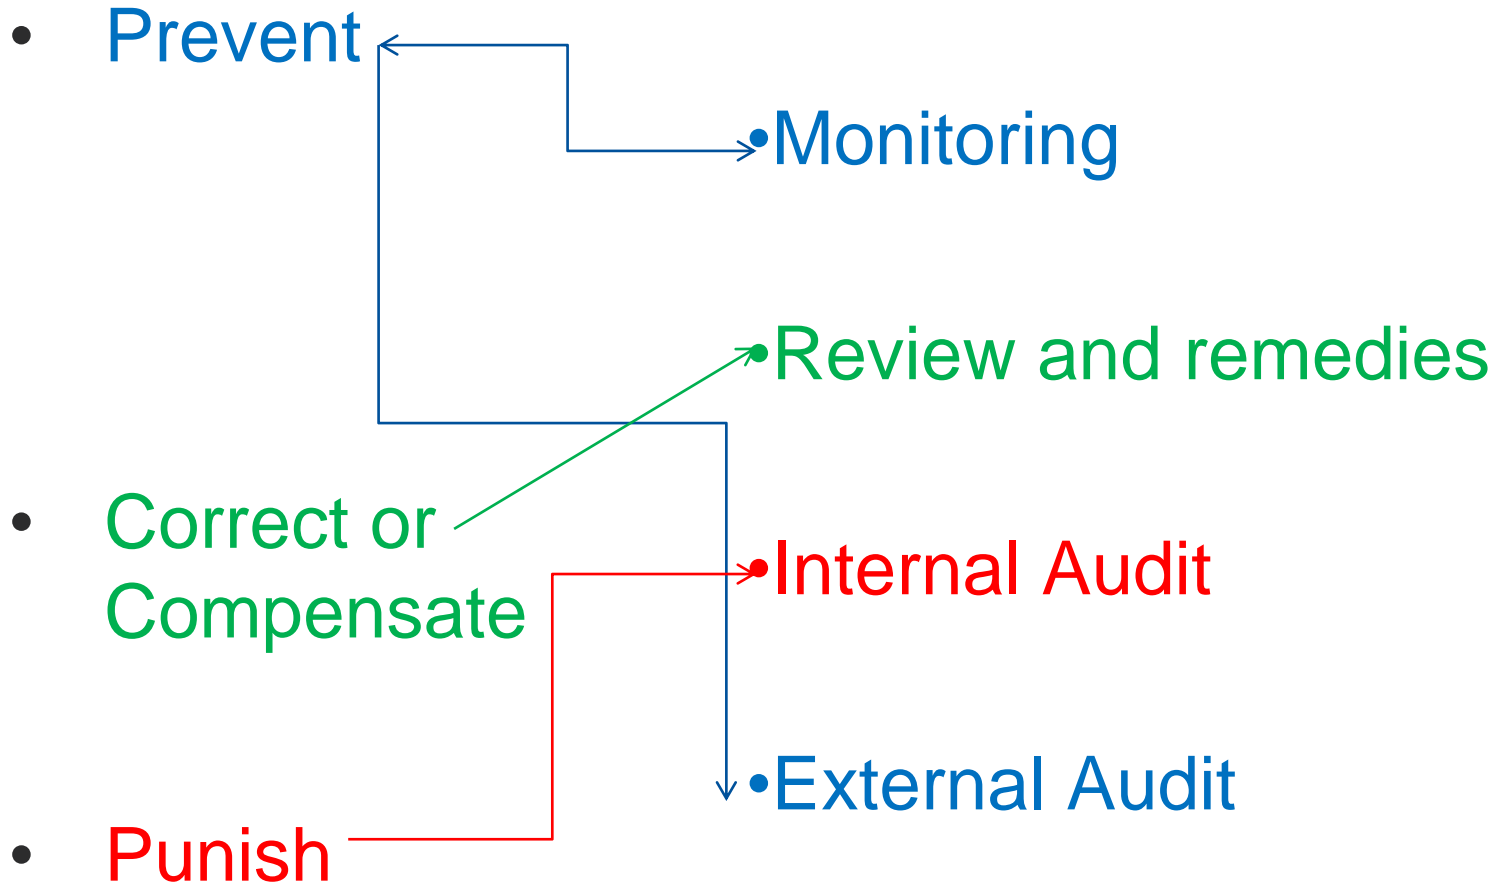 • Prevent
• Monitoring
• Review and remedies
• Correct or
Compensate
• Internal Audit
• External Audit
• Punish